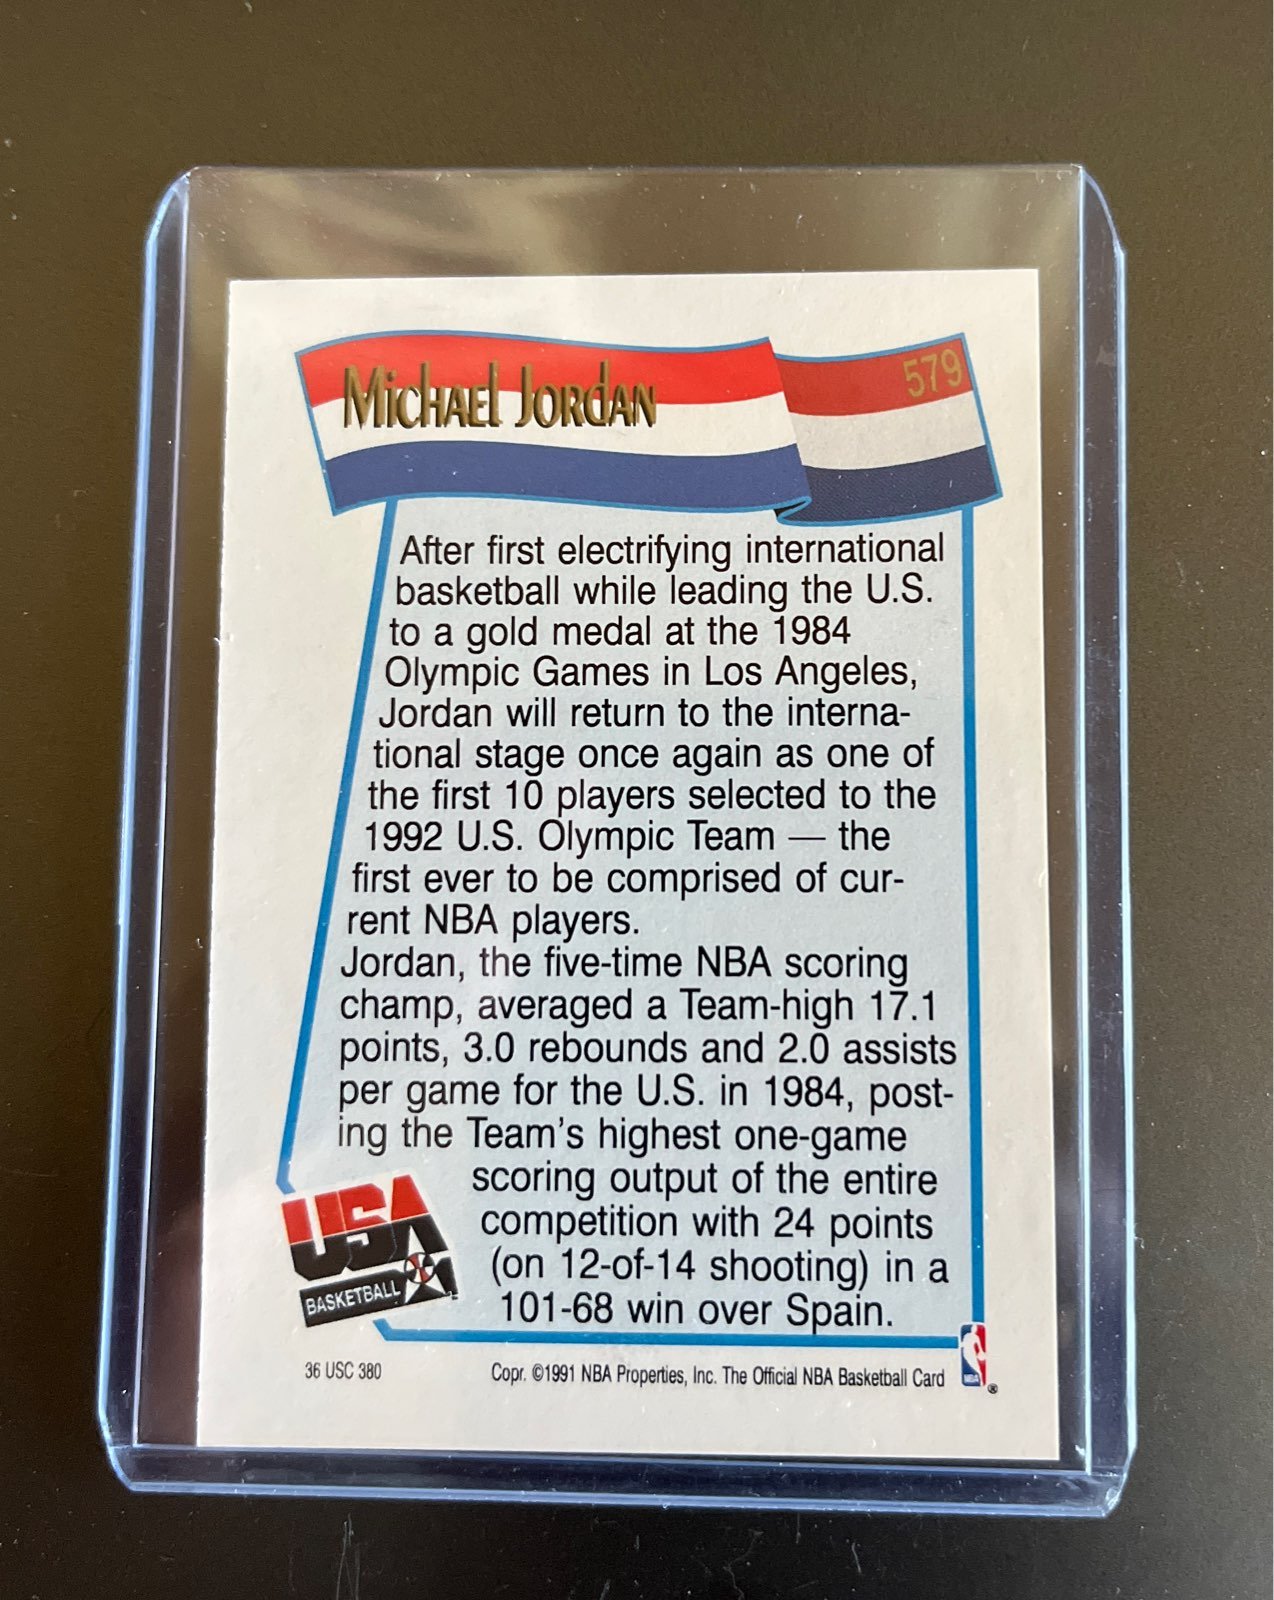 Michael Jordan
579
After first electrifying international
basketball while leading the U.S.
to a gold medal at the 1984
Olympic Games in Los Angeles,
Jordan will return to the interna-
tional stage once again as one of
the first 10 players selected to the
1992 U.S. Olympic Team — the
first ever to be comprised of cur-
rent NBA players.
Jordan, the five-time NBA scoring
champ, averaged a Team-high 17.1
points, 3.0 rebounds and 2.0 assists
per game for the U.S. in 1984, post-
ing the Team's highest one-game
scoring output of the entire
competition with 24 points
(on 12-of-14 shooting) in a
101-68 win over Spain.
USA
BASKETBALL
36 USC 380
Copr. ©1991 NBA Properties, Inc. The Official NBA Basketball Card
NBA
®